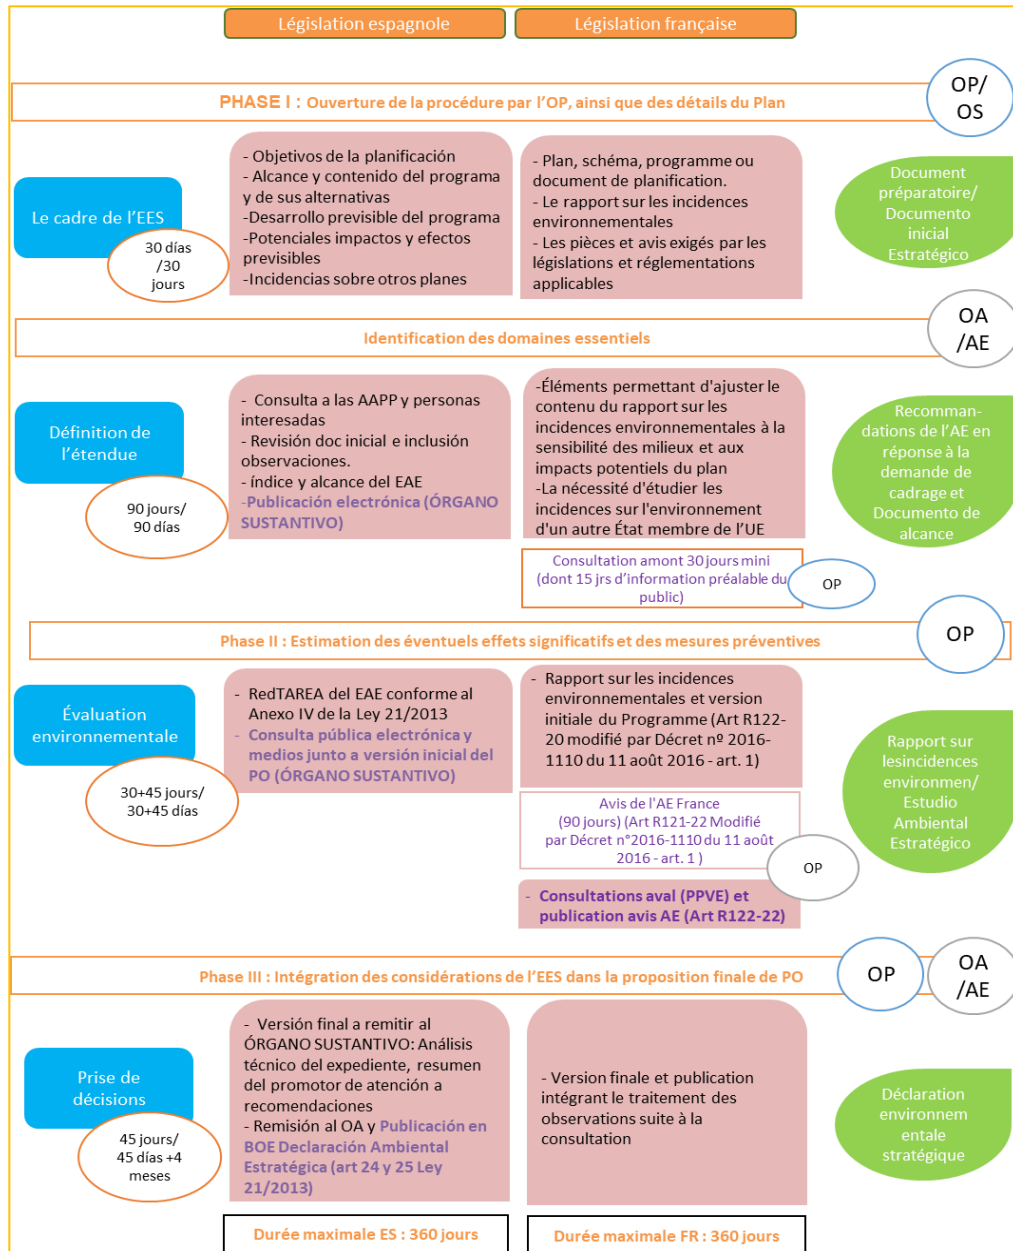 Législation espagnole
Législation française
PHASE I : Ouverture de la procédure par l'OP, ainsi que des détails du Plan
OP/
OS
Le cadre de l'EES
30 días
/30
jours
- Objetivos de la planificación
- Alcance y contenido del programa
y de sus alternativas
-Desarrollo previsible del programa
-Potenciales impactos y efectos
previsibles
-Incidencias sobre otros planes
- Plan, schéma, programme ou
document de planification.
- Le rapport sur les incidences
environnementales
- Les pièces et avis exigés par les
législations et réglementations
applicables
Document
préparatoire/
Documento
inicial
Estratégico
Identification des domaines essentiels
OA
/AE
Définition de
l'étendue
90 jours/
90 días
- Consulta a las AAPP y personas
interesadas
- Revisión doc inicial e inclusión
observaciones.
- índice y alcance del EAE
-Publicación electrónica (ÓRGANO
SUSTANTIVO)
-Éléments permettant d'ajuster le
contenu du rapport sur les
incidences environnementales à la
sensibilité des milieux et aux
impacts potentiels du plan
-La nécessité d'étudier les
incidences sur l'environnement
d'un autre État membre de l'UE
Consultation amont 30 jours mini
(dont 15 jrs d'information préalable du
public)
OP
Recomman-
dations de l'AE en
réponse à la
demande de
cadrage et
Documento de
alcance
Phase II : Estimation des éventuels effets significatifs et des mesures préventives
OP
Évaluation
environnementale
30+45 jours/
30+45 días
- RedTAREA del EAE conforme al
Anexo IV de la Ley 21/2013
- Consulta pública electrónica y
medios junto a versión inicial del
PO (ÓRGANO SUSTANTIVO)
- Rapport sur les incidences
environnementales et version
initiale du Programme (Art R122-
20 modifié par Décret nº 2016-
1110 du 11 août 2016 - art. 1)
Avis de l'AE France
(90 jours) (Art R121-22 Modifié
par Décret n°2016-1110 du 11 août
2016 - art. 1 )
OP
- Consultations aval (PPVE) et
publication avis AE (Art R122-22)
Rapport sur
lesincidences
environmen/
Estudio
Ambiental
Estratégico
Phase III : Intégration des considérations de l'EES dans la proposition finale de PO
OP
OA
/AE
Prise de
décisions
45 jours/
45 días +4
meses
- Versión final a remitir al
ÓRGANO SUSTANTIVO: Análisis
técnico del expediente, resumen
del promotor de atención a
recomendaciones
- Remisión al OA y Publicación en
BOE Declaración Ambiental
Estratégica (art 24 y 25 Ley
21/2013)
- Version finale et publication
intégrant le traitement des
observations suite à la
consultation
Déclaration
environnem
entale
stratégique
Durée maximale ES : 360 jours
Durée maximale FR : 360 jours